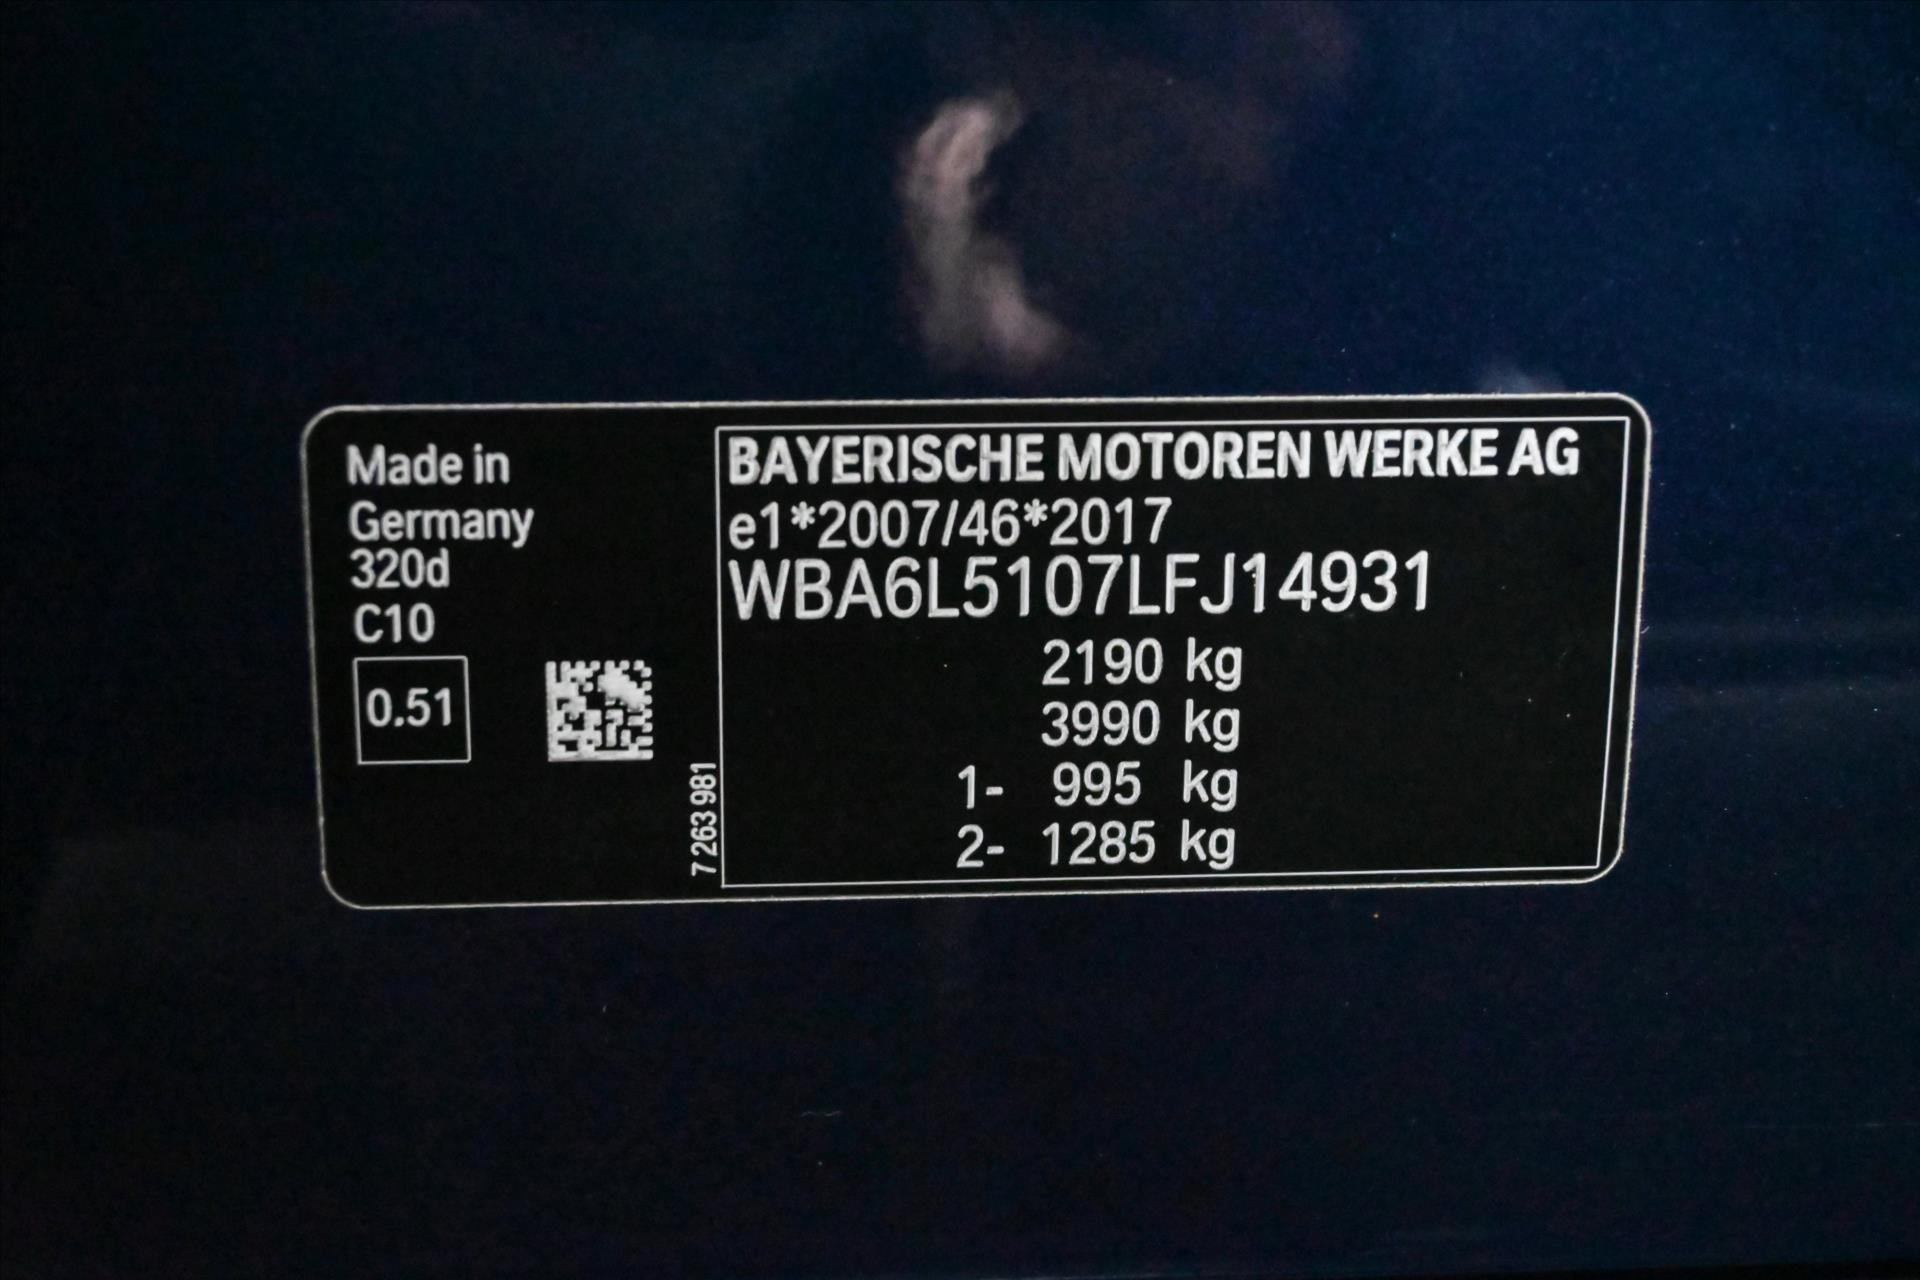 Made in
Germany
320d
C10
0.51
7 263 981
BAYERISCHE MOTOREN WERKE AG
e1*2007/46*2017
WBA6L5107LFJ14931
2190 kg
3990 kg
1- 995 kg
2- 1285 kg